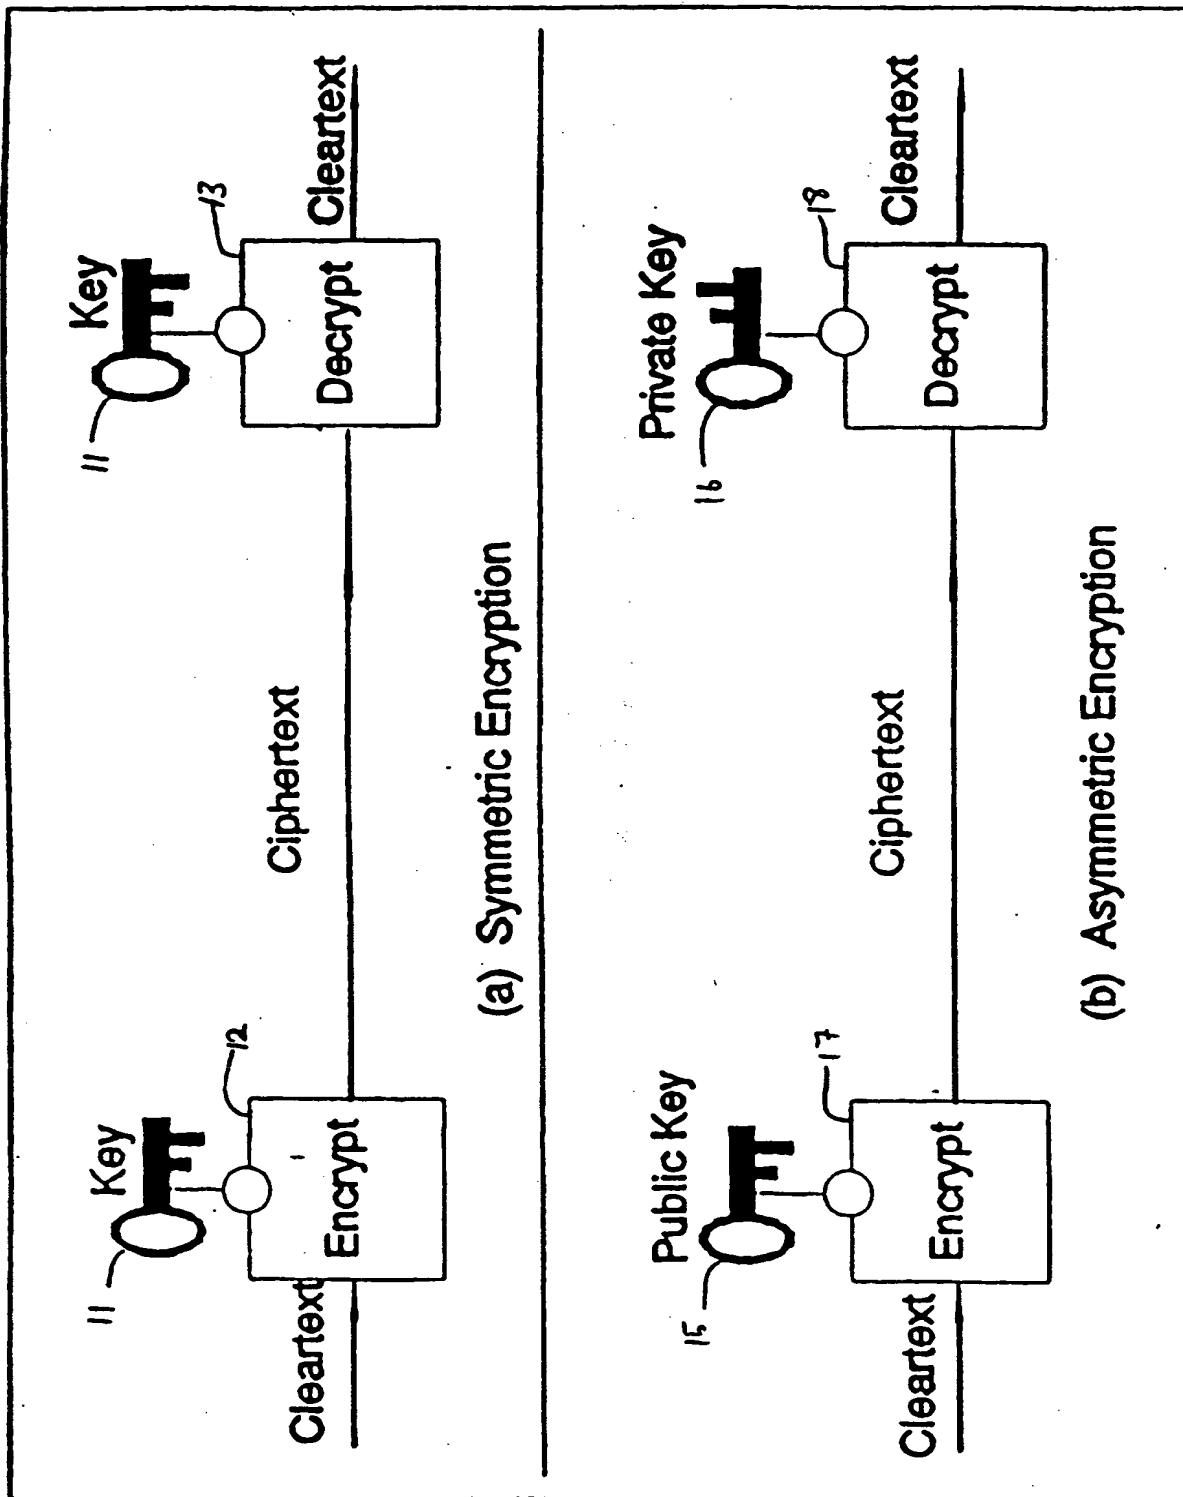 Key
Key
11
12
11
13
Cleartext
Encrypt
Ciphertext
Decrypt
Cleartext
(a) Symmetric Encryption
Public Key
Private Key
15
17
16
18
Cleartext
Encrypt
Ciphertext
Decrypt
Cleartext
(b) Asymmetric Encryption